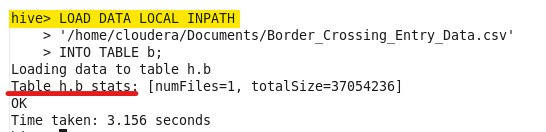 hive> LOAD DATA LOCAL INPATH
> '/home/cloudera/Documents/Border_Crossing_Entry_Data.csv'
> INTO TABLE b;
Loading data to table h.b
Table h.b stats: [numFiles=1, totalSize=37054236]
OK
Time taken: 3.156 seconds